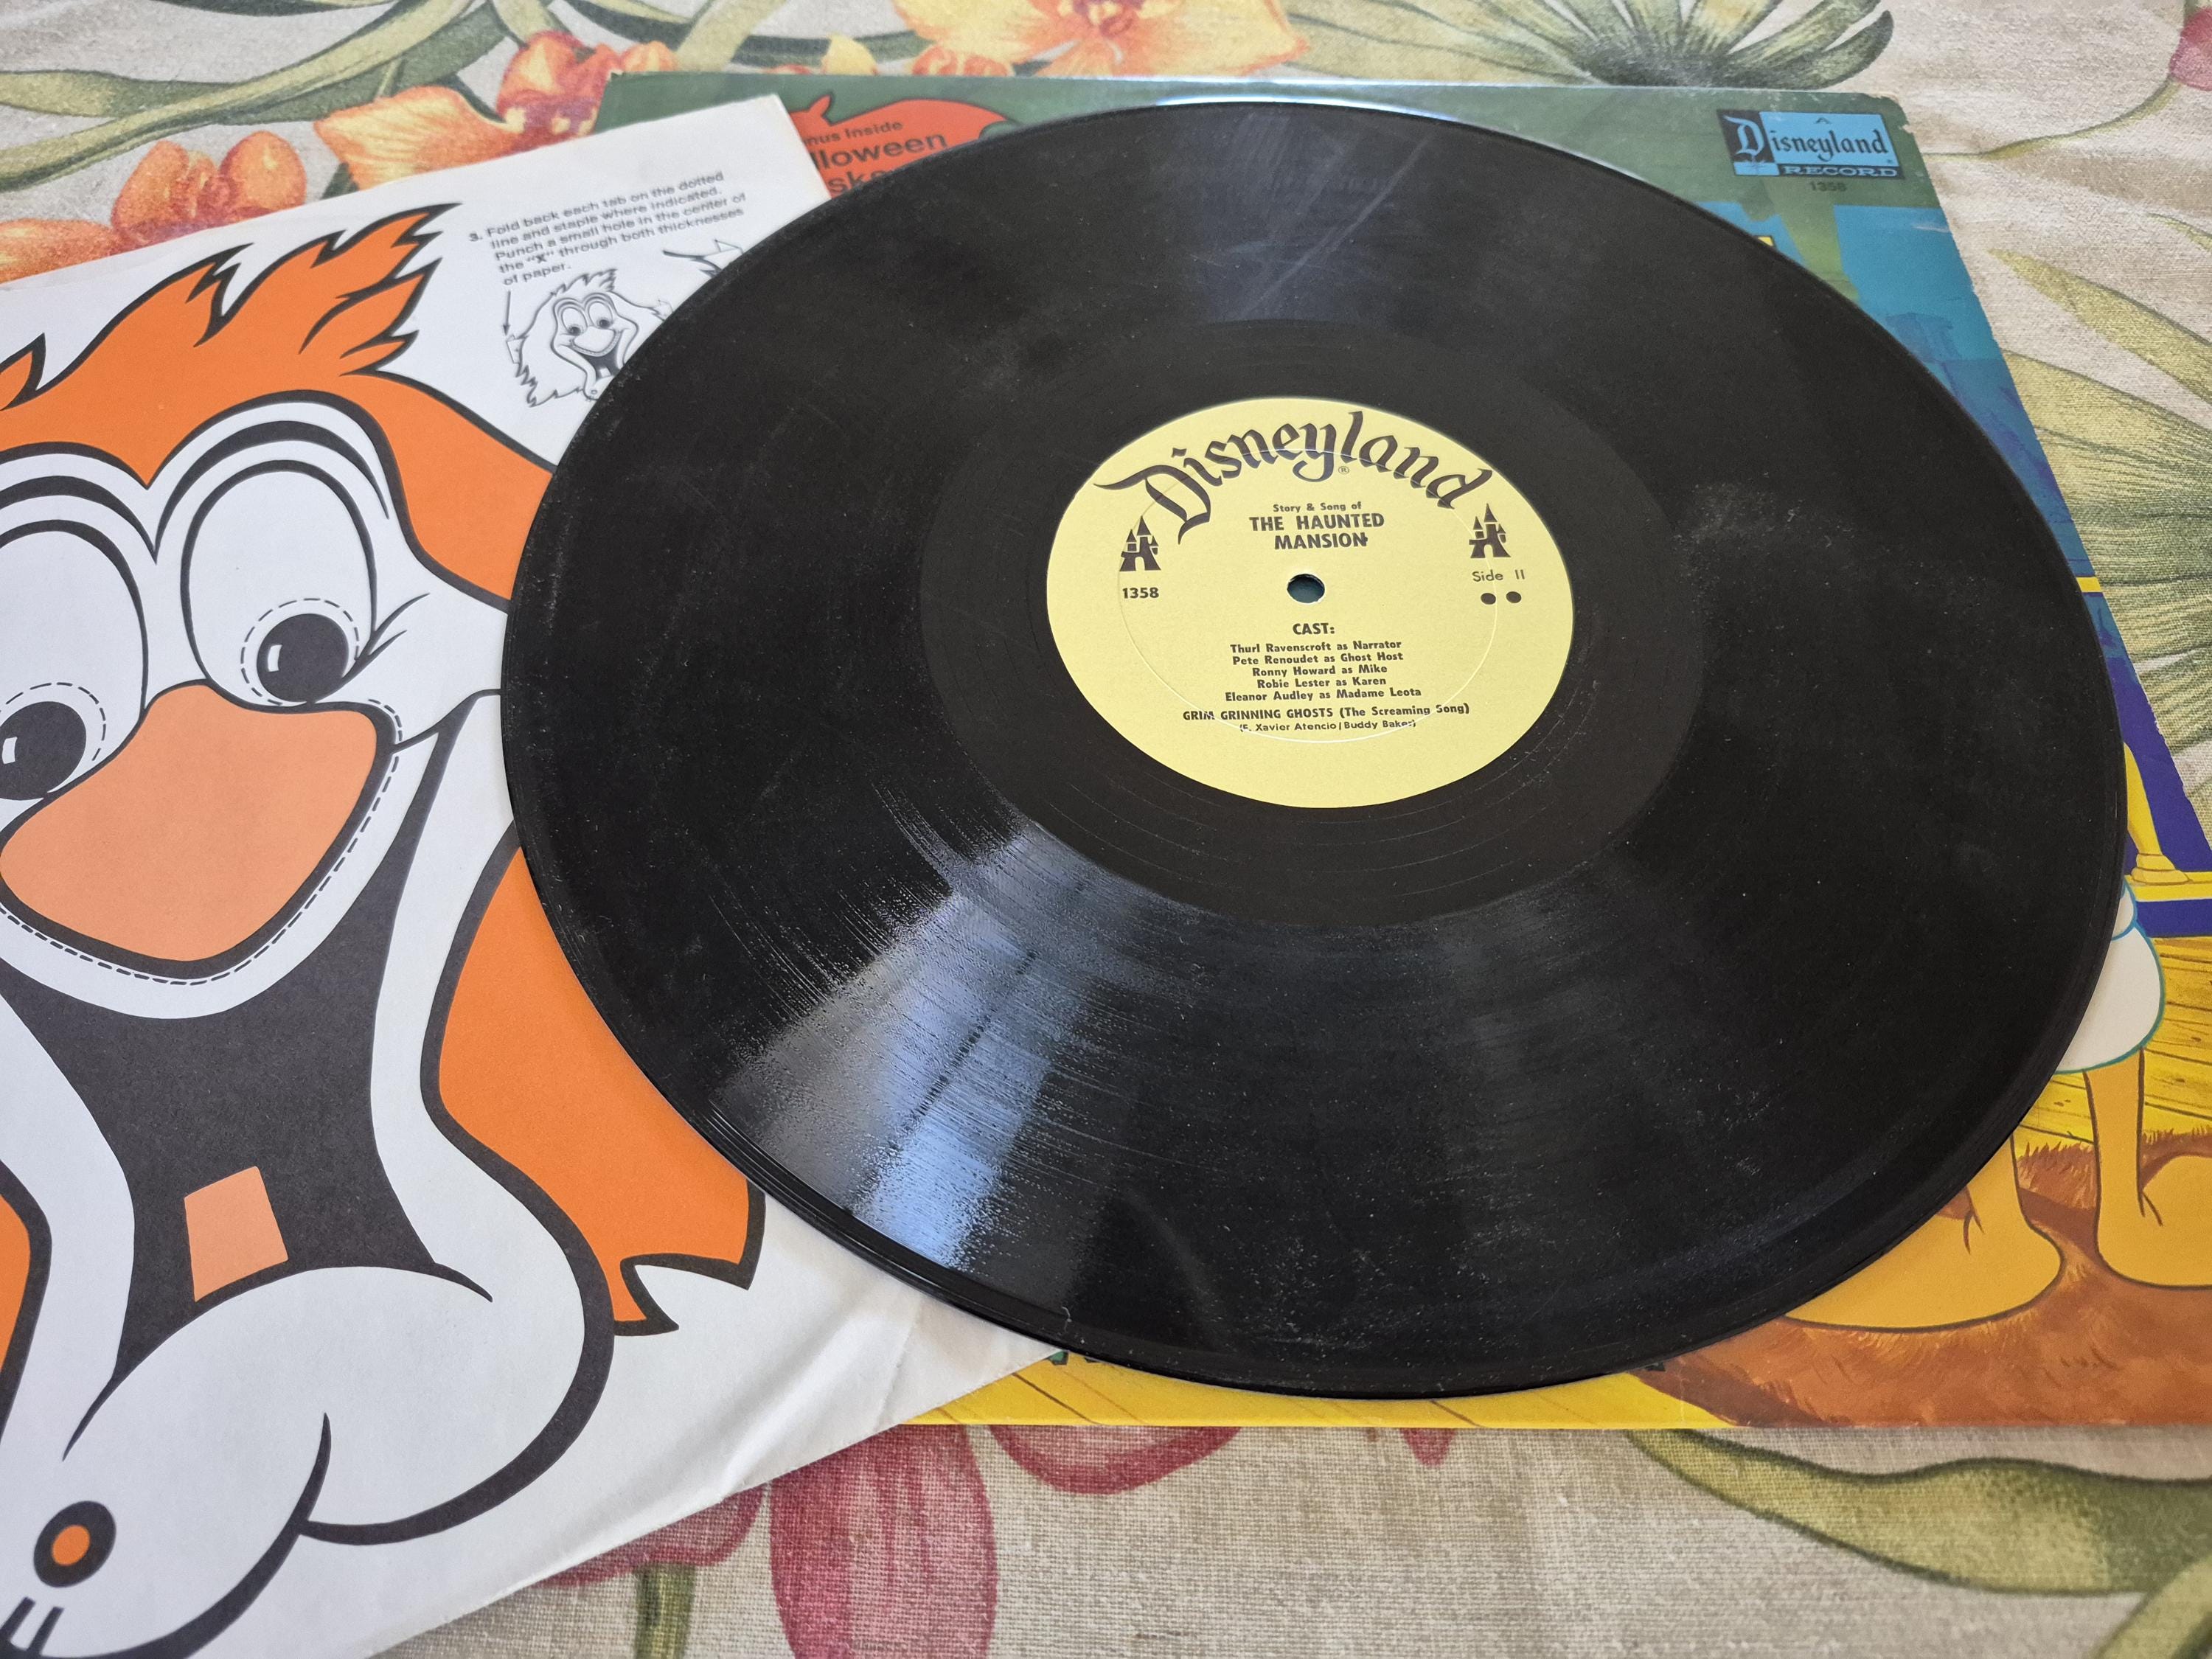 nus Inside
lloween
sk
3. Fold back each tab on the dotted
line and staple where indicated.
Punch a small hole in the center of
the "X" through both thicknesses
of paper.
A
Disneyland
RECORD
1358
Disneyland
Story & Song of
THE HAUNTED
MANSION
1358
Side II
CAST:
Thurl Ravenscroft as Narrator
Pete Renoudet as Ghost Host
Ronny Howard as Mike
Robie Lester as Karen
Eleanor Audley as Madame Leota
GRIM GRINNING GHOSTS (The Screaming Song)
(F. Xavier Atencio/Buddy Baker)